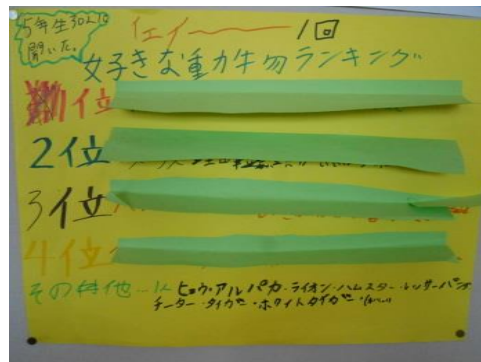 5年生30人に
聞いた。
イェイ〜〜〜 1回
好きな動物ランキング
1位
2位
3位
4位
その他…1人 ヒョウ・アルパカ・ライオン・ハムスター・レッサーパンダ
チーター・タイガー・ホワイトタイガー・